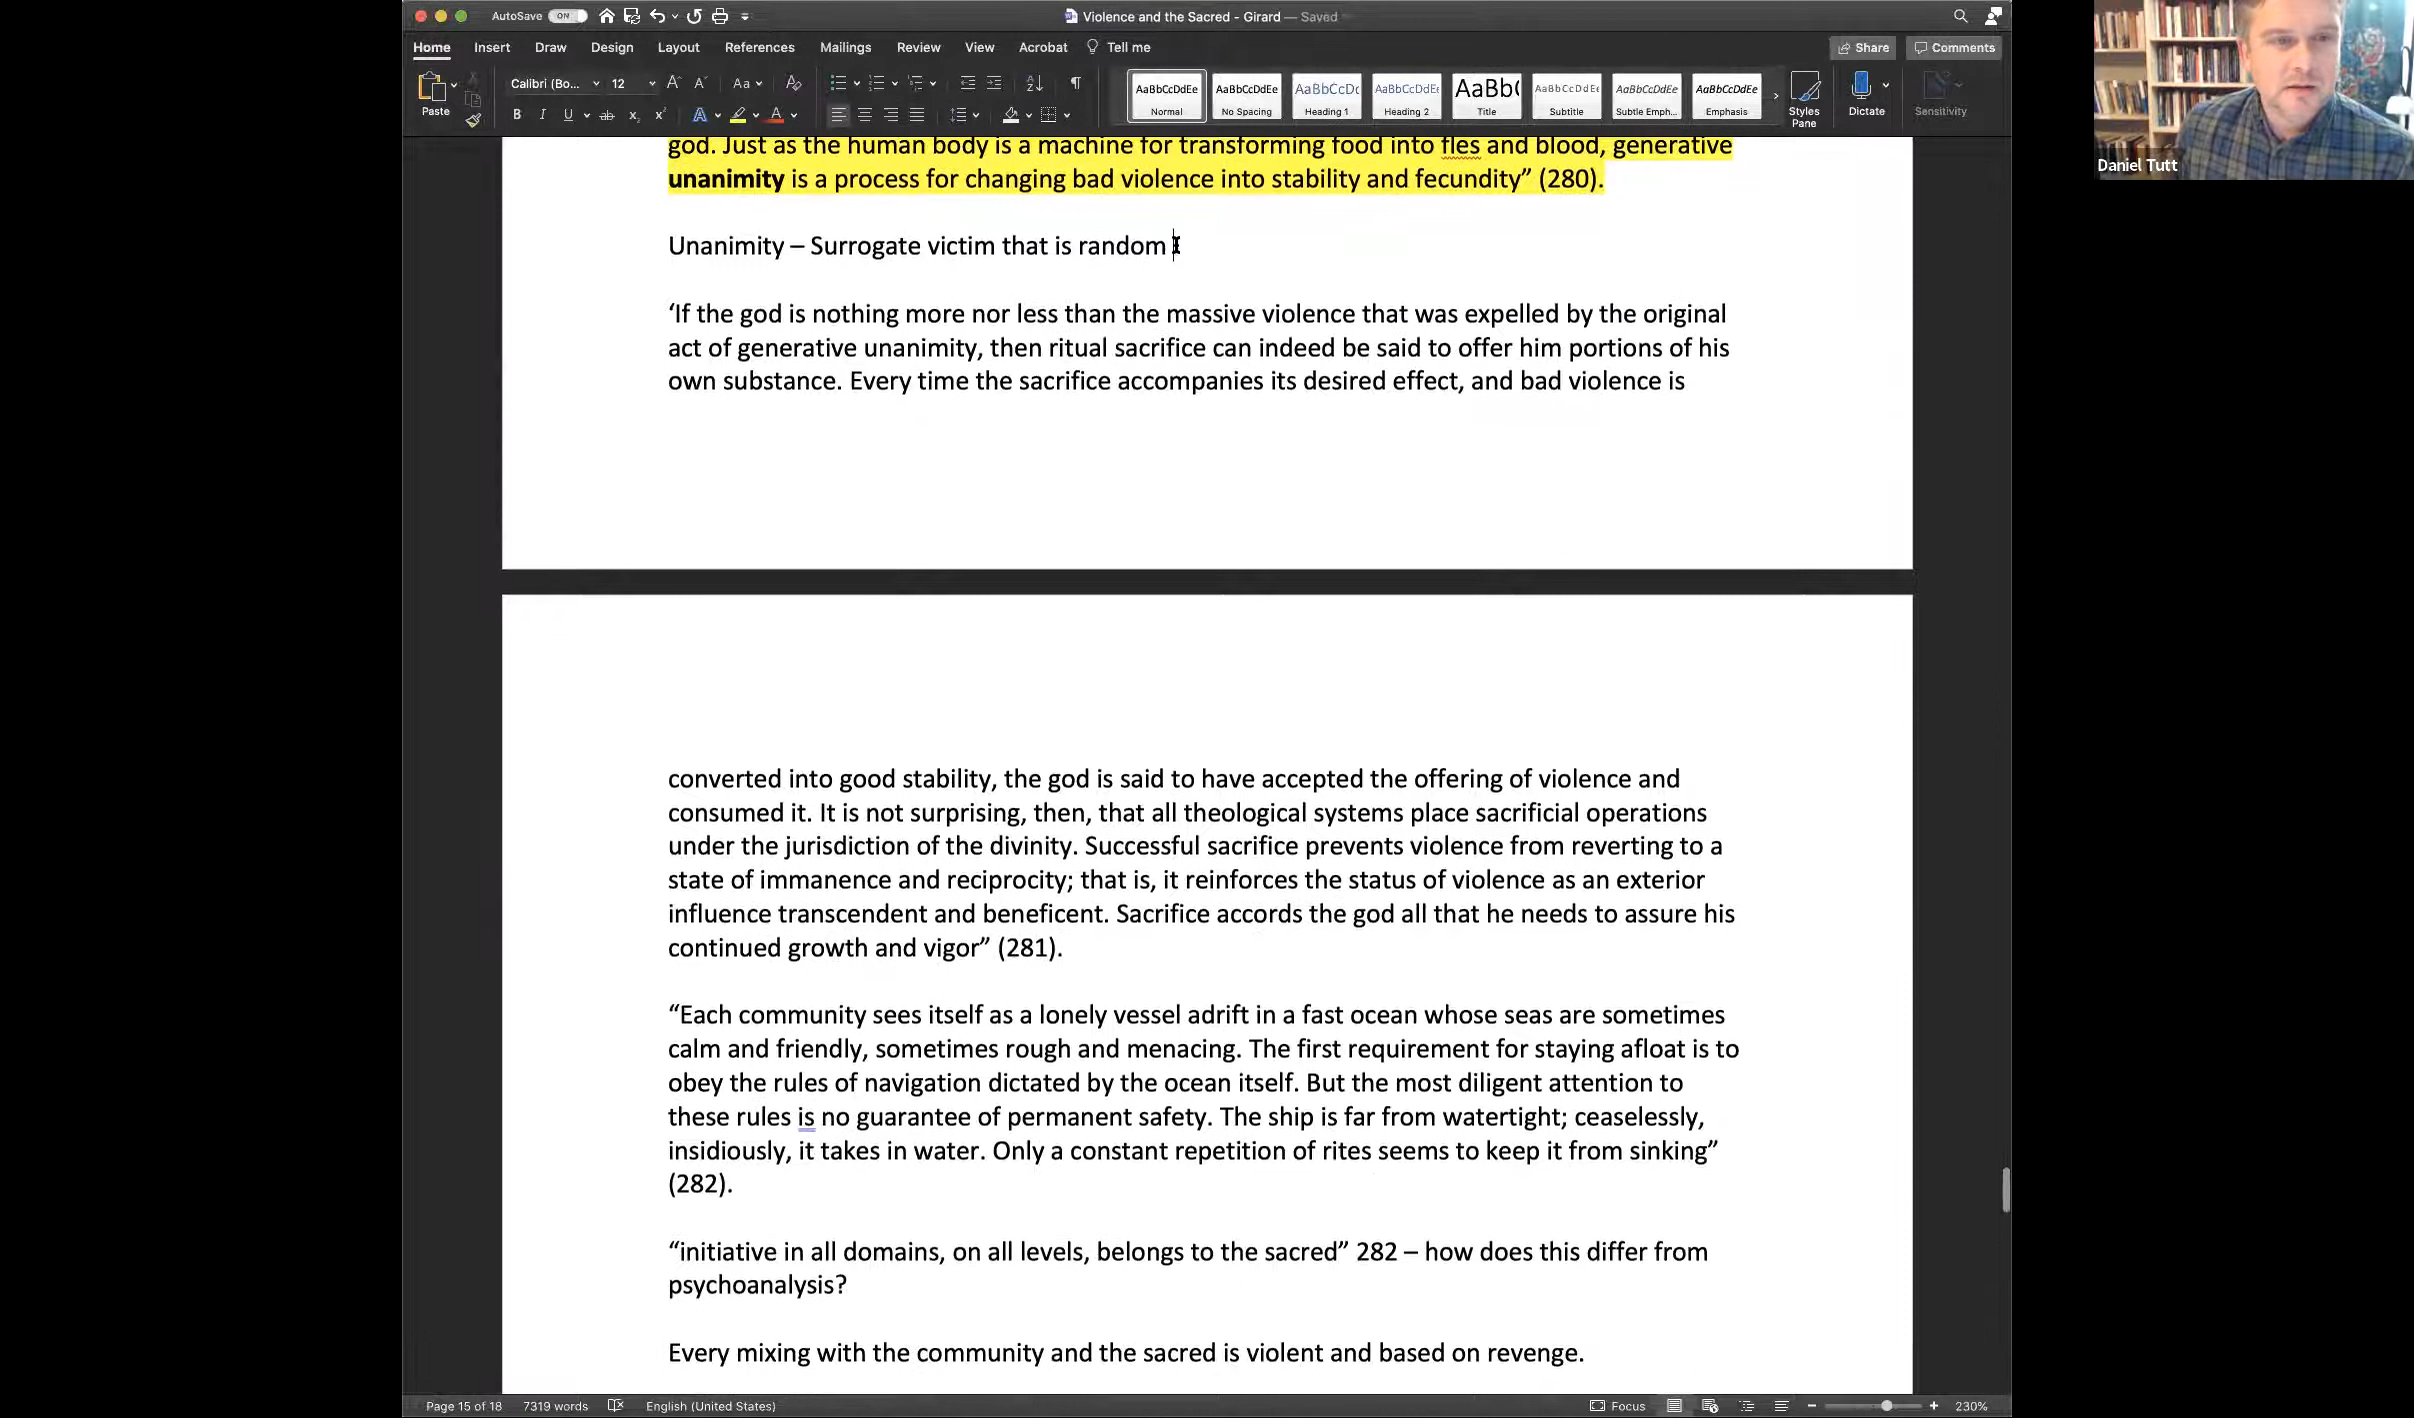 AutoSave ON Violence and the Sacred - Girard — Saved
Home Insert Draw Design Layout References Mailings Review View Acrobat Tell me Share Comments
Calibri (Bo... 12 A^ A˅ Aa
Paste B I U ab x₂ x² A A
AaBbCcDdEe AaBbCcDdEe AaBbCcDc AaBbCcDdEe AaBb( AaBbCcDdEe AaBbCcDdEe AaBbCcDdEe
Normal No Spacing Heading 1 Heading 2 Title Subtitle Subtle Emph... Emphasis Styles Pane Dictate Sensitivity
Daniel Tutt
god. Just as the human body is a machine for transforming food into fles and blood, generative
unanimity is a process for changing bad violence into stability and fecundity” (280).
Unanimity – Surrogate victim that is random
‘If the god is nothing more nor less than the massive violence that was expelled by the original
act of generative unanimity, then ritual sacrifice can indeed be said to offer him portions of his
own substance. Every time the sacrifice accompanies its desired effect, and bad violence is
converted into good stability, the god is said to have accepted the offering of violence and
consumed it. It is not surprising, then, that all theological systems place sacrificial operations
under the jurisdiction of the divinity. Successful sacrifice prevents violence from reverting to a
state of immanence and reciprocity; that is, it reinforces the status of violence as an exterior
influence transcendent and beneficent. Sacrifice accords the god all that he needs to assure his
continued growth and vigor” (281).
“Each community sees itself as a lonely vessel adrift in a fast ocean whose seas are sometimes
calm and friendly, sometimes rough and menacing. The first requirement for staying afloat is to
obey the rules of navigation dictated by the ocean itself. But the most diligent attention to
these rules is no guarantee of permanent safety. The ship is far from watertight; ceaselessly,
insidiously, it takes in water. Only a constant repetition of rites seems to keep it from sinking”
(282).
“initiative in all domains, on all levels, belongs to the sacred” 282 – how does this differ from
psychoanalysis?
Every mixing with the community and the sacred is violent and based on revenge.
Page 15 of 18 7319 words English (United States) Focus 230%